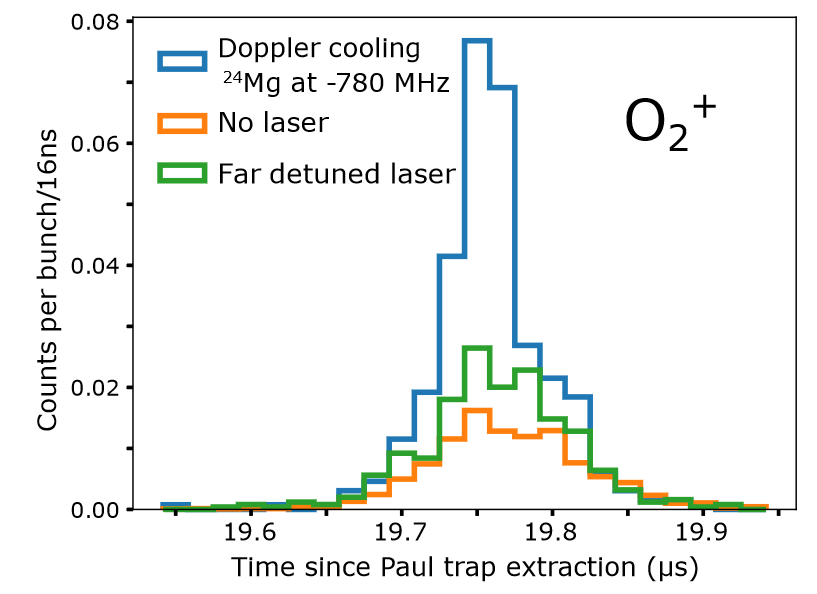 0.08
0.06
0.04
0.02
0.00
Counts per bunch/16ns
Doppler cooling
²⁴Mg at -780 MHz
No laser
Far detuned laser
O₂⁺
19.6 19.7 19.8 19.9
Time since Paul trap extraction (μs)